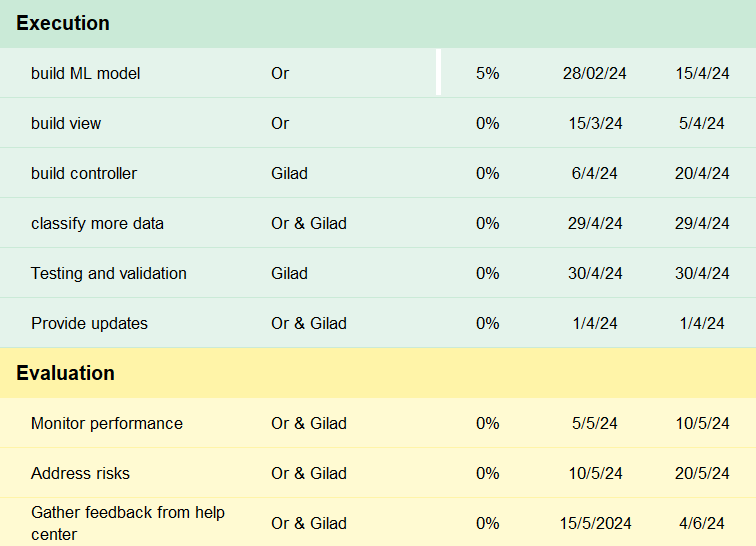 Execution
build ML model Or 5% 28/02/24 15/4/24
build view Or 0% 15/3/24 5/4/24
build controller Gilad 0% 6/4/24 20/4/24
classify more data Or & Gilad 0% 29/4/24 29/4/24
Testing and validation Gilad 0% 30/4/24 30/4/24
Provide updates Or & Gilad 0% 1/4/24 1/4/24
Evaluation
Monitor performance Or & Gilad 0% 5/5/24 10/5/24
Address risks Or & Gilad 0% 10/5/24 20/5/24
Gather feedback from help
center Or & Gilad 0% 15/5/2024 4/6/24